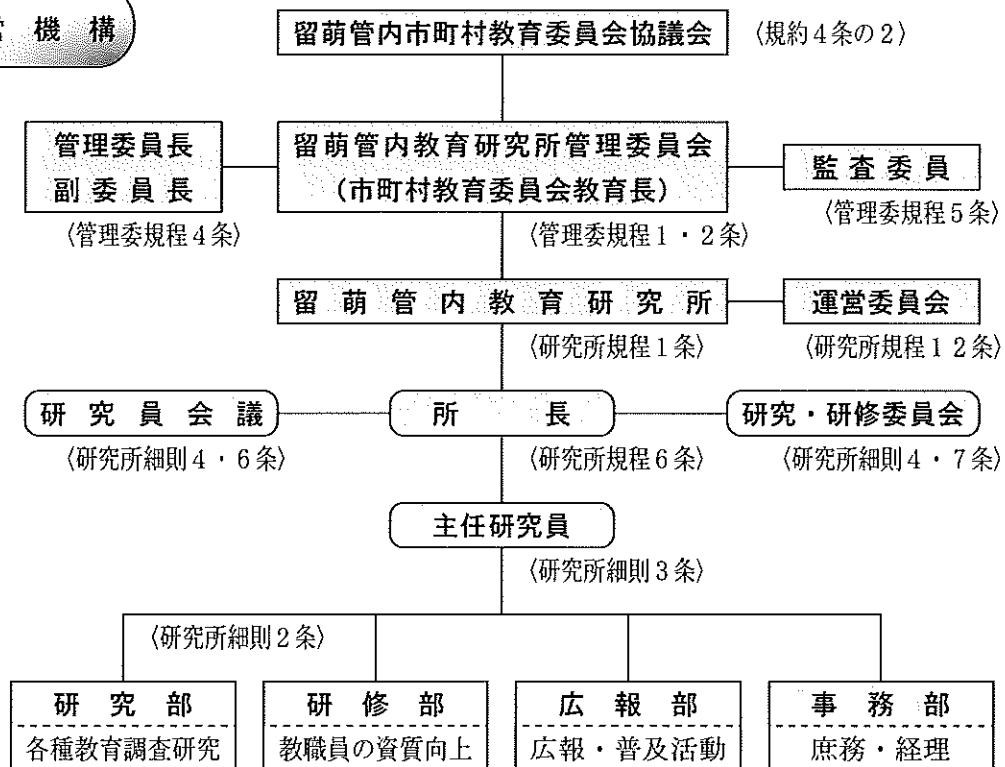 営機構
留萌管内市町村教育委員会協議会 〈規約4条の2〉
管理委員長
副委員長
〈管理委規程4条〉
留萌管内教育研究所管理委員会
(市町村教育委員会教育長)
〈管理委規程1・2条〉
監査委員
〈管理委規程5条〉
留萌管内教育研究所
〈研究所規程1条〉
運営委員会
〈研究所規程12条〉
研究員会議
〈研究所細則4・6条〉
所長
〈研究所規程6条〉
研究・研修委員会
〈研究所細則4・7条〉
主任研究員
〈研究所細則3条〉
〈研究所細則2条〉
研究部
各種教育調査研究
研修部
教職員の資質向上
広報部
広報・普及活動
事務部
庶務・経理